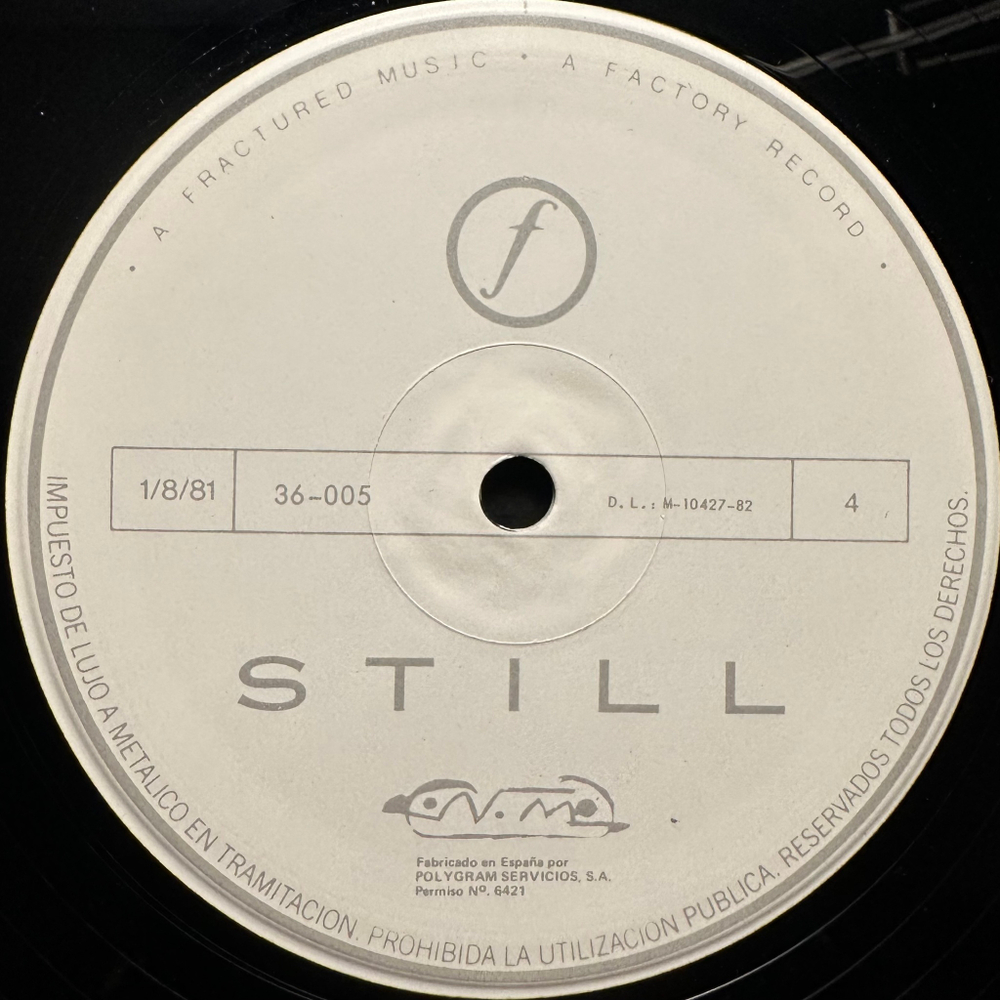 A FRACTURED MUSIC • A FACTORY RECORD
f
1/8/81
36-005
D. L.: M-10427-82
4
STILL
Fabricado en España por
POLYGRAM SERVICIOS, S.A.
Permiso Nº. 6421
IMPUESTO DE LUJO A METALICO EN TRAMITACION. PROHIBIDA LA UTILIZACION PUBLICA. RESERVADOS TODOS LOS DERECHOS.